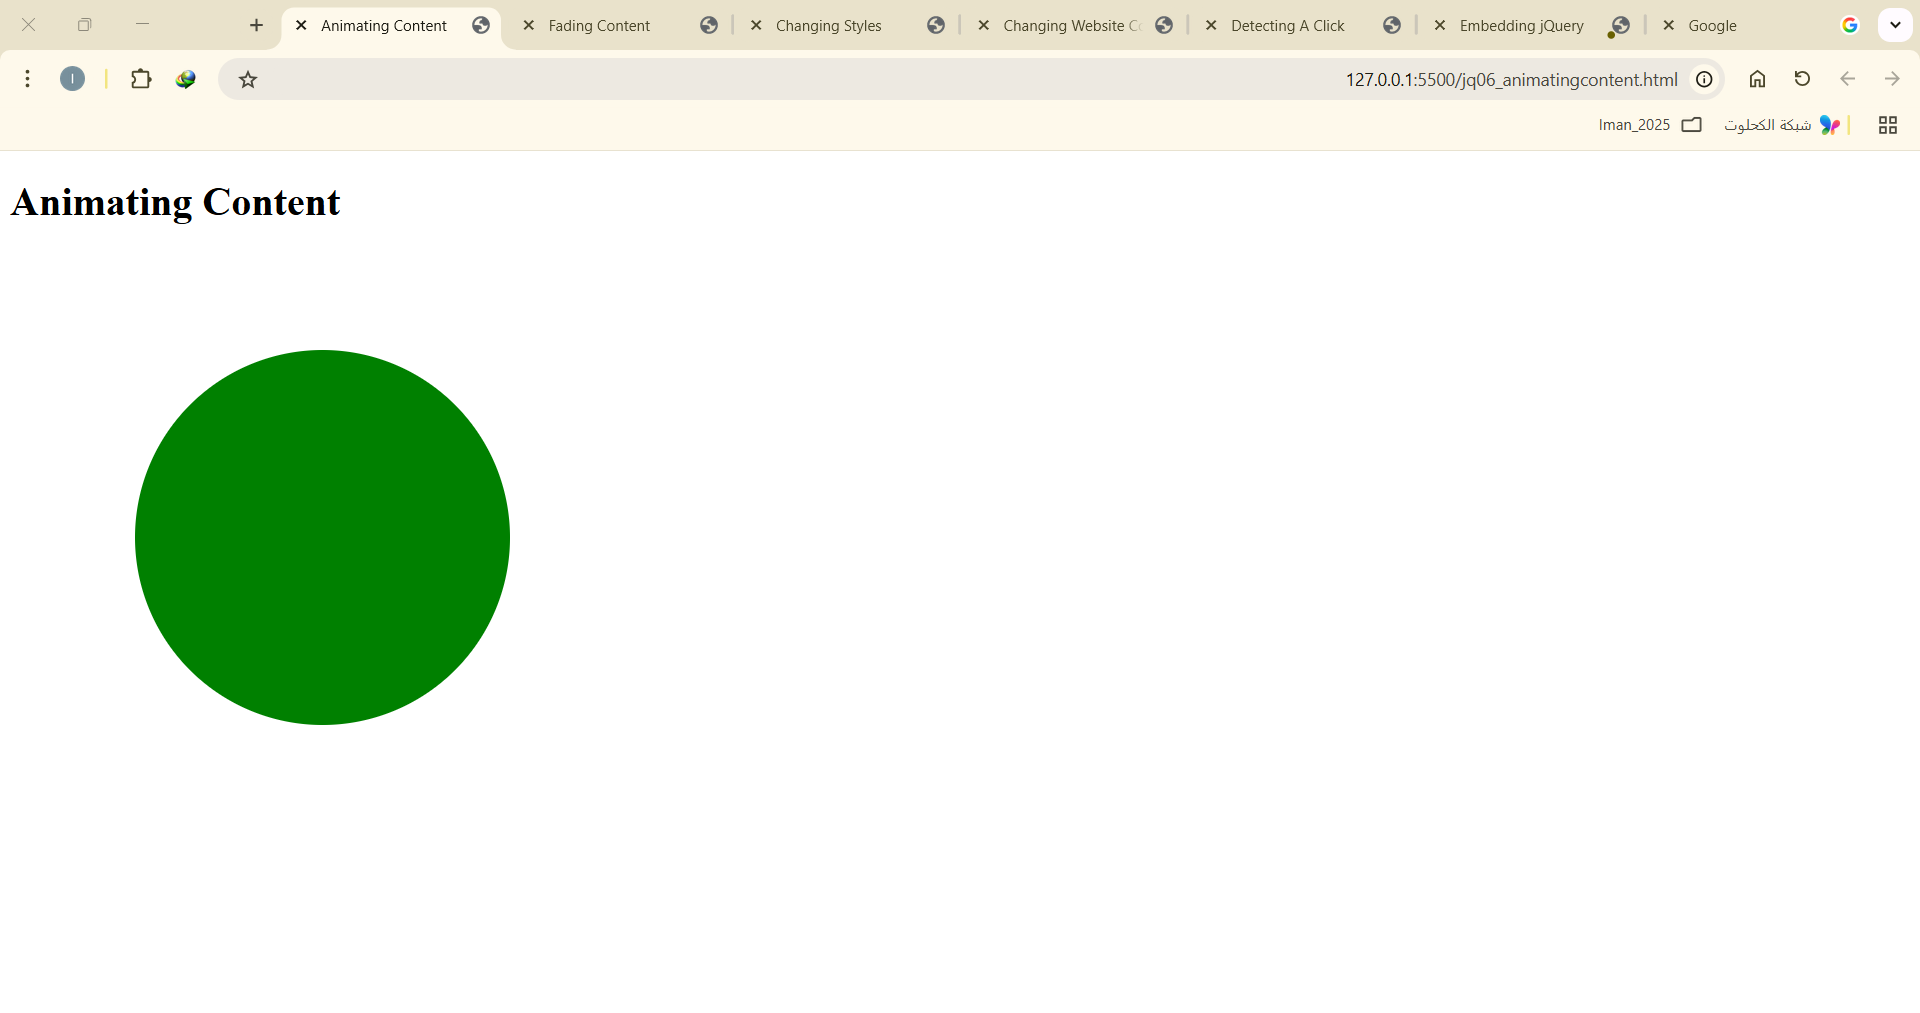 Animating Content
Fading Content
Changing Styles
Changing Website C
Detecting A Click
Embedding jQuery
Google
I
127.0.0.1:5500/jq06_animatingcontent.html
Iman_2025
شبكة الكحلوت
Animating Content